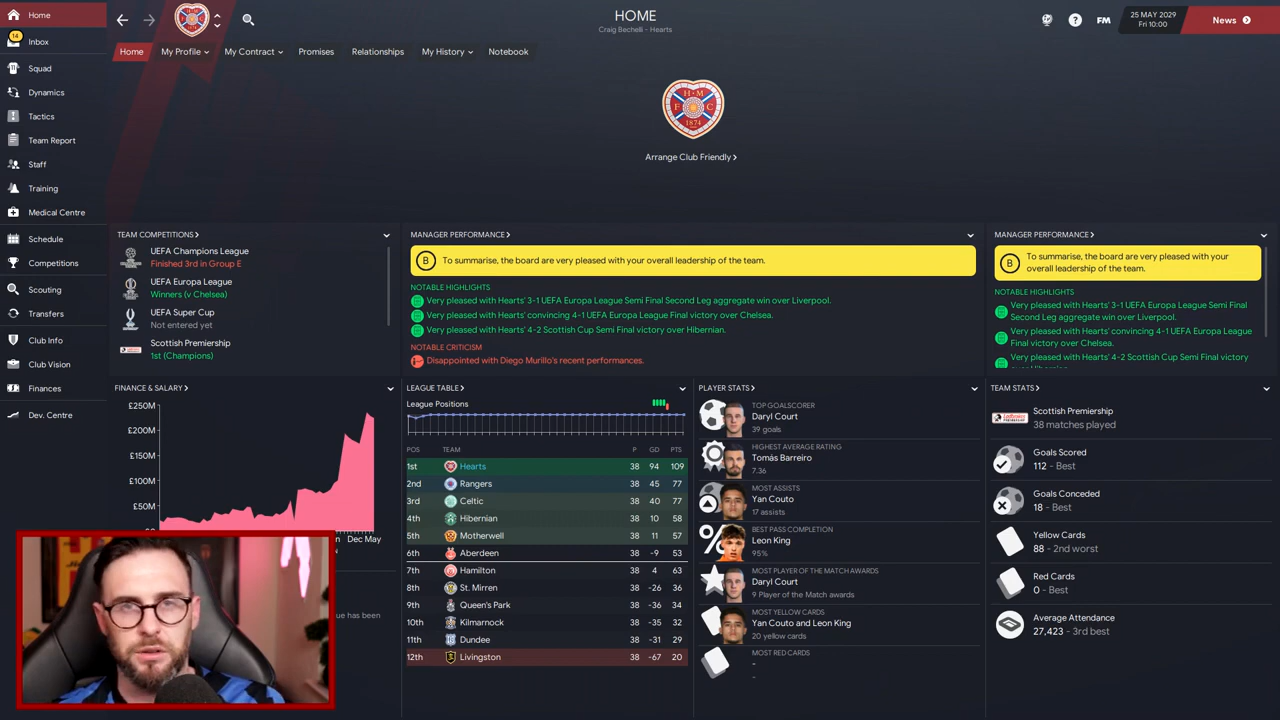 Home
14
Inbox
Squad
Dynamics
Tactics
Team Report
Staff
Training
Medical Centre
Schedule
Competitions
Scouting
Transfers
Club Info
Club Vision
Finances
Dev. Centre
HOME
Craig Bechelli - Hearts
FM
25 MAY 2029
Fri 10:00
News
Home
My Profile
My Contract
Promises
Relationships
My History
Notebook
H M
F C
1874
Arrange Club Friendly >
TEAM COMPETITIONS >
UEFA Champions League
Finished 3rd in Group E
UEFA Europa League
Winners (v Chelsea)
UEFA Super Cup
Not entered yet
Scottish Premiership
1st (Champions)
MANAGER PERFORMANCE >
B To summarise, the board are very pleased with your overall leadership of the team.
NOTABLE HIGHLIGHTS
Very pleased with Hearts' 3-1 UEFA Europa League Semi Final Second Leg aggregate win over Liverpool.
Very pleased with Hearts' convincing 4-1 UEFA Europa League Final victory over Chelsea.
Very pleased with Hearts' 4-2 Scottish Cup Semi Final victory over Hibernian.
NOTABLE CRITICISM
Disappointed with Diego Murillo's recent performances.
MANAGER PERFORMANCE >
B To summarise, the board are very pleased with your
overall leadership of the team.
NOTABLE HIGHLIGHTS
Very pleased with Hearts' 3-1 UEFA Europa League Semi Final
Second Leg aggregate win over Liverpool.
Very pleased with Hearts' convincing 4-1 UEFA Europa League
Final victory over Chelsea.
Very pleased with Hearts' 4-2 Scottish Cup Semi Final victory
over Hibernian.
FINANCE & SALARY >
£250M
£200M
£150M
£100M
£50M
Dec May
ue has been
LEAGUE TABLE >
League Positions
POS TEAM P GD PTS
1st Hearts 38 94 109
2nd Rangers 38 45 77
3rd Celtic 38 40 77
4th Hibernian 38 10 58
5th Motherwell 38 11 57
6th Aberdeen 38 -9 53
7th Hamilton 38 4 63
8th St. Mirren 38 -26 36
9th Queen's Park 38 -36 34
10th Kilmarnock 38 -35 32
11th Dundee 38 -31 29
12th Livingston 38 -67 20
PLAYER STATS >
TOP GOALSCORER
Daryl Court
39 goals
HIGHEST AVERAGE RATING
Tomás Barreiro
7.36
MOST ASSISTS
Yan Couto
17 assists
BEST PASS COMPLETION
Leon King
95%
MOST PLAYER OF THE MATCH AWARDS
Daryl Court
9 Player of the Match awards
MOST YELLOW CARDS
Yan Couto and Leon King
20 yellow cards
MOST RED CARDS
-
-
TEAM STATS >
Scottish Premiership
38 matches played
Goals Scored
112 - Best
Goals Conceded
18 - Best
Yellow Cards
88 - 2nd worst
Red Cards
0 - Best
Average Attendance
27,423 - 3rd best